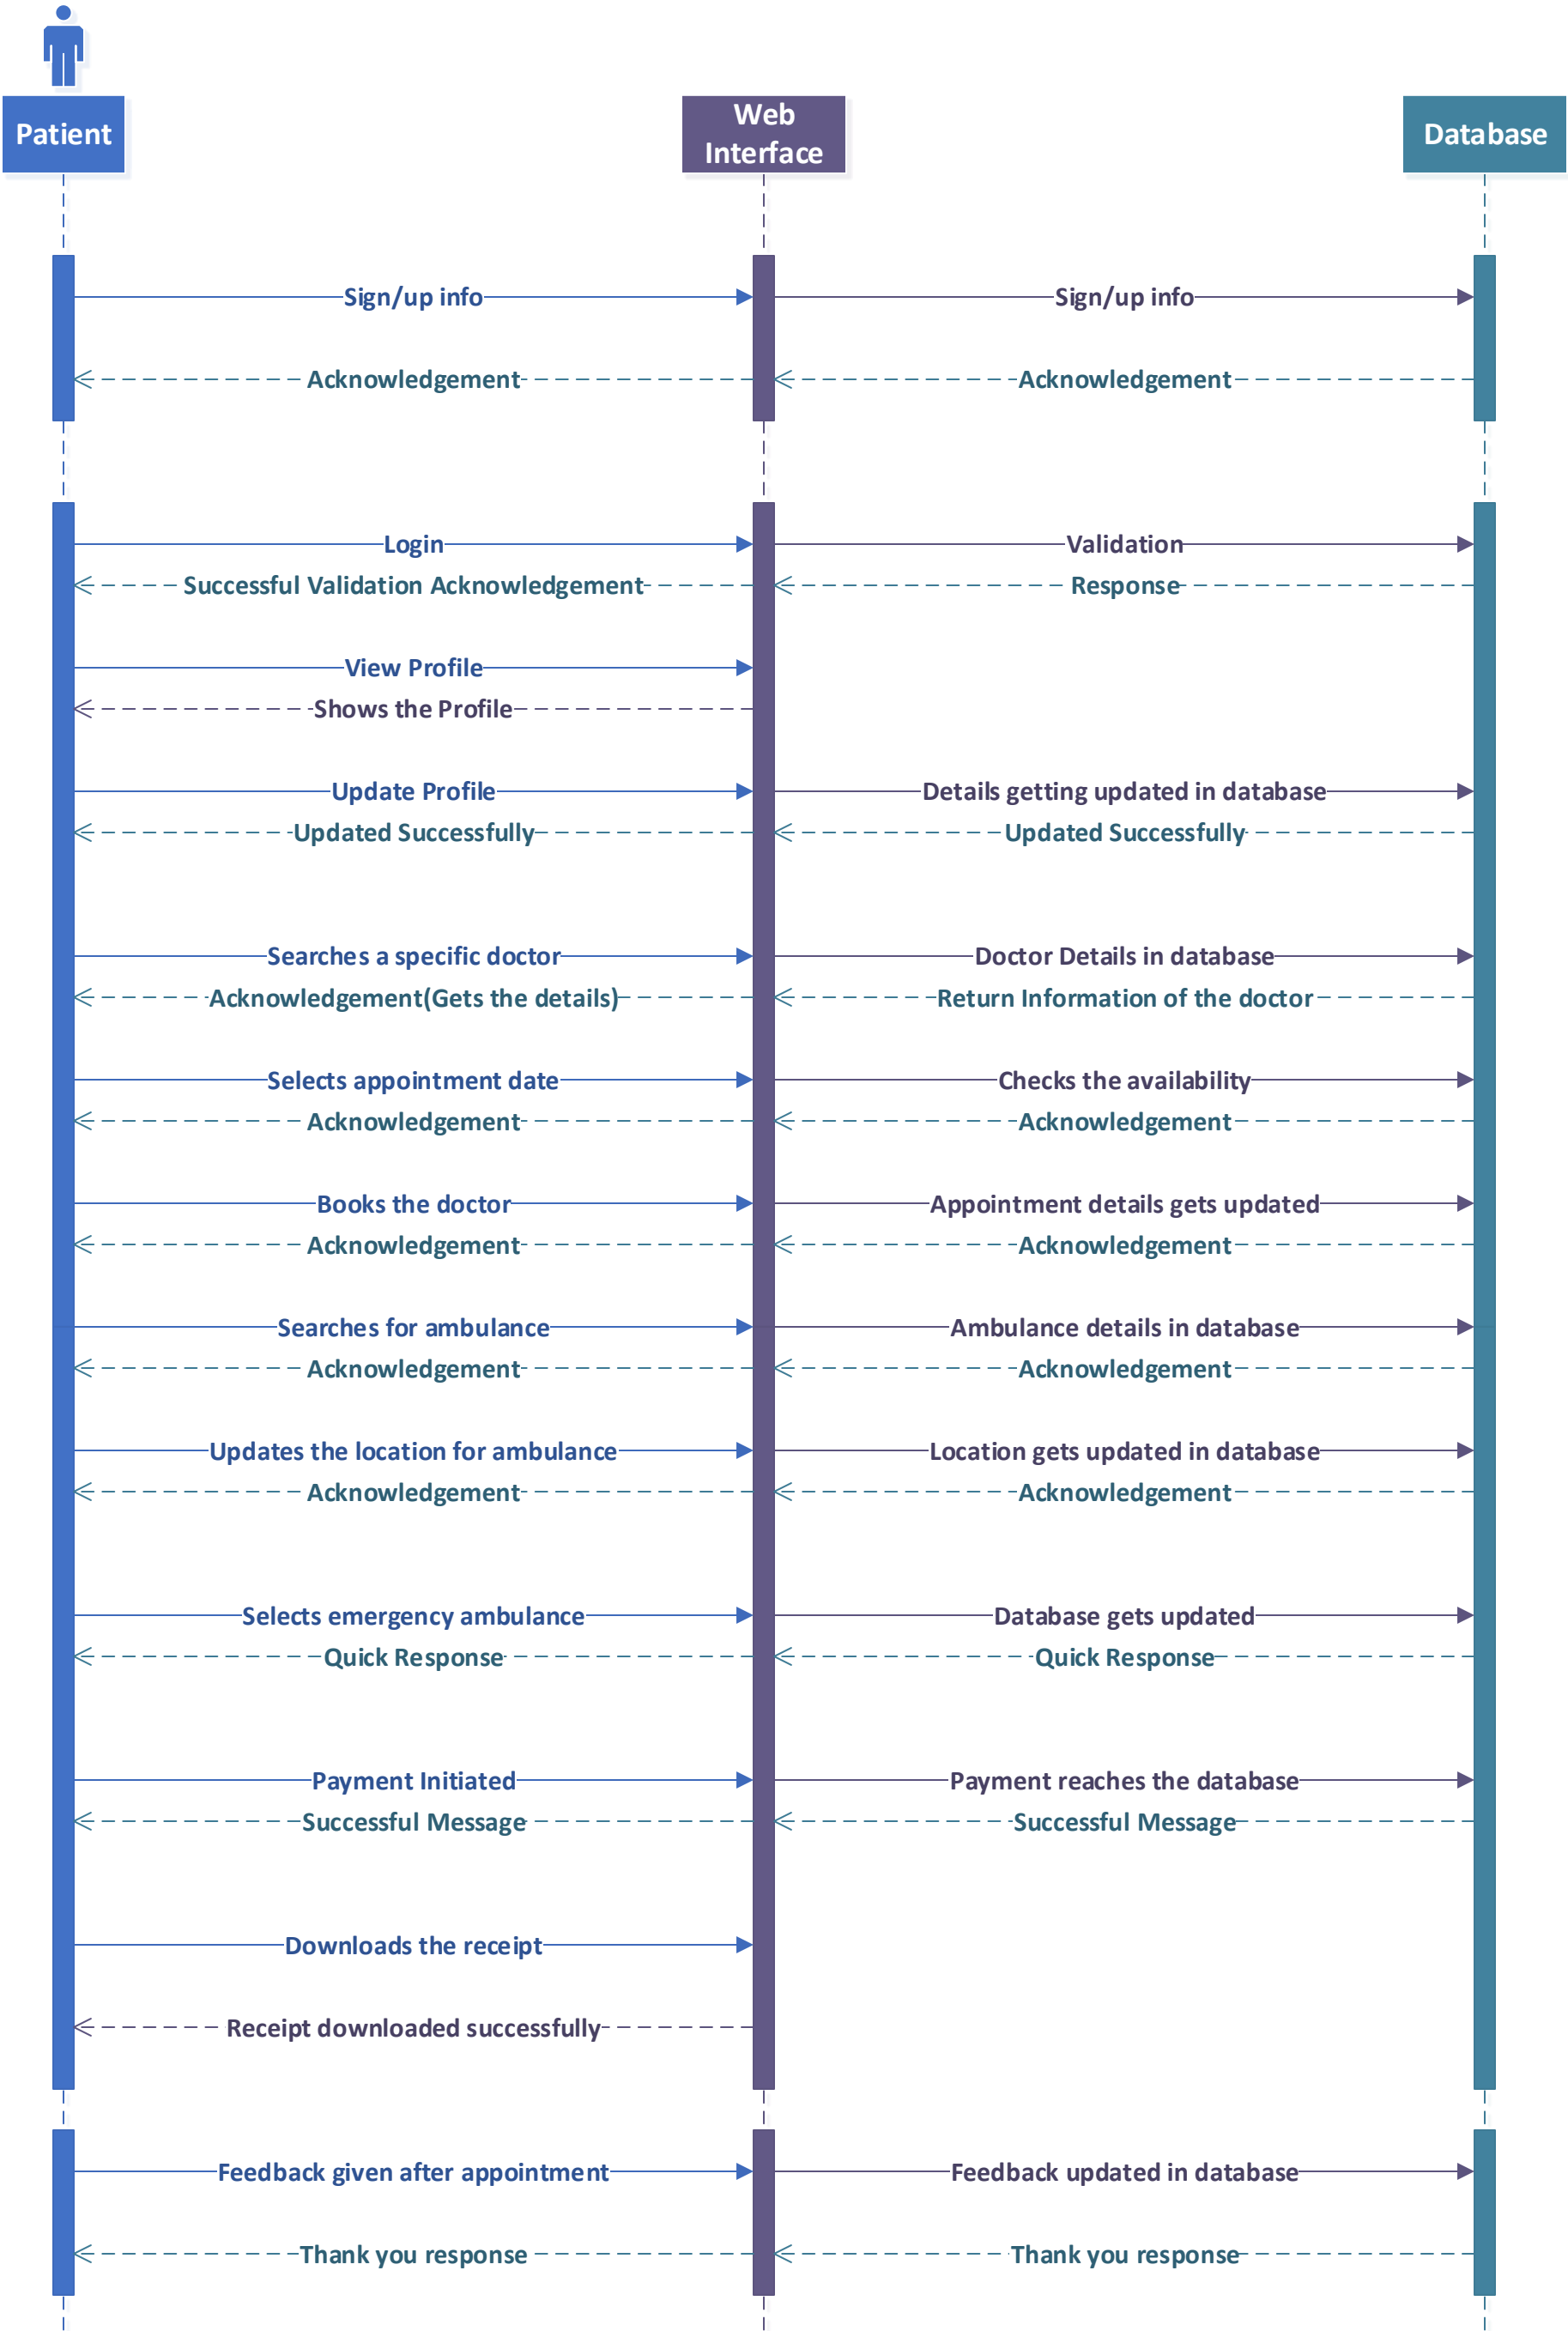 Patient
Web
Interface
Database
Sign/up info
Sign/up info
Acknowledgement
Acknowledgement
Login
Validation
Successful Validation Acknowledgement
Response
View Profile
Shows the Profile
Update Profile
Details getting updated in database
Updated Successfully
Updated Successfully
Searches a specific doctor
Doctor Details in database
Acknowledgement(Gets the details)
Return Information of the doctor
Selects appointment date
Checks the availability
Acknowledgement
Acknowledgement
Books the doctor
Appointment details gets updated
Acknowledgement
Acknowledgement
Searches for ambulance
Ambulance details in database
Acknowledgement
Acknowledgement
Updates the location for ambulance
Location gets updated in database
Acknowledgement
Acknowledgement
Selects emergency ambulance
Database gets updated
Quick Response
Quick Response
Payment Initiated
Payment reaches the database
Successful Message
Successful Message
Downloads the receipt
Receipt downloaded successfully
Feedback given after appointment
Feedback updated in database
Thank you response
Thank you response